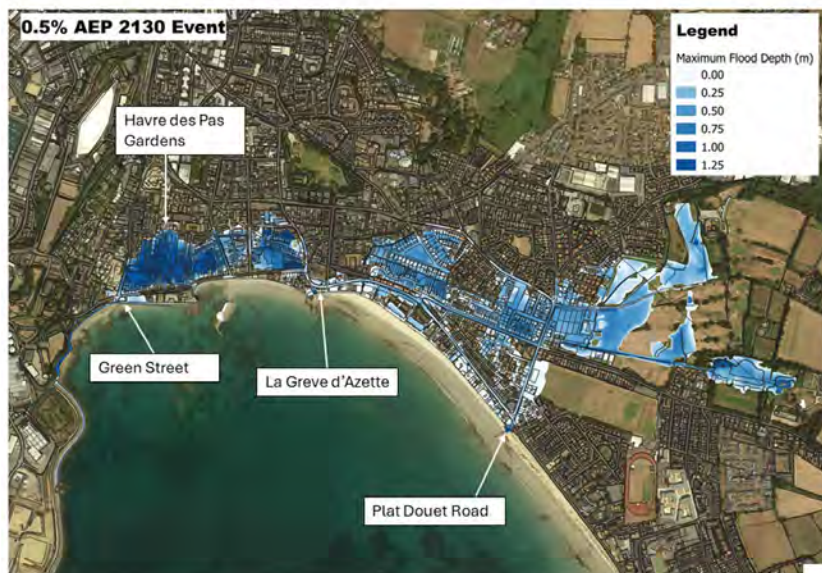 0.5% AEP 2130 Event
Legend
Maximum Flood Depth (m)
0.00
0.25
0.50
0.75
1.00
1.25
Havre des Pas
Gardens
Green Street
La Greve d'Azette
Plat Douet Road